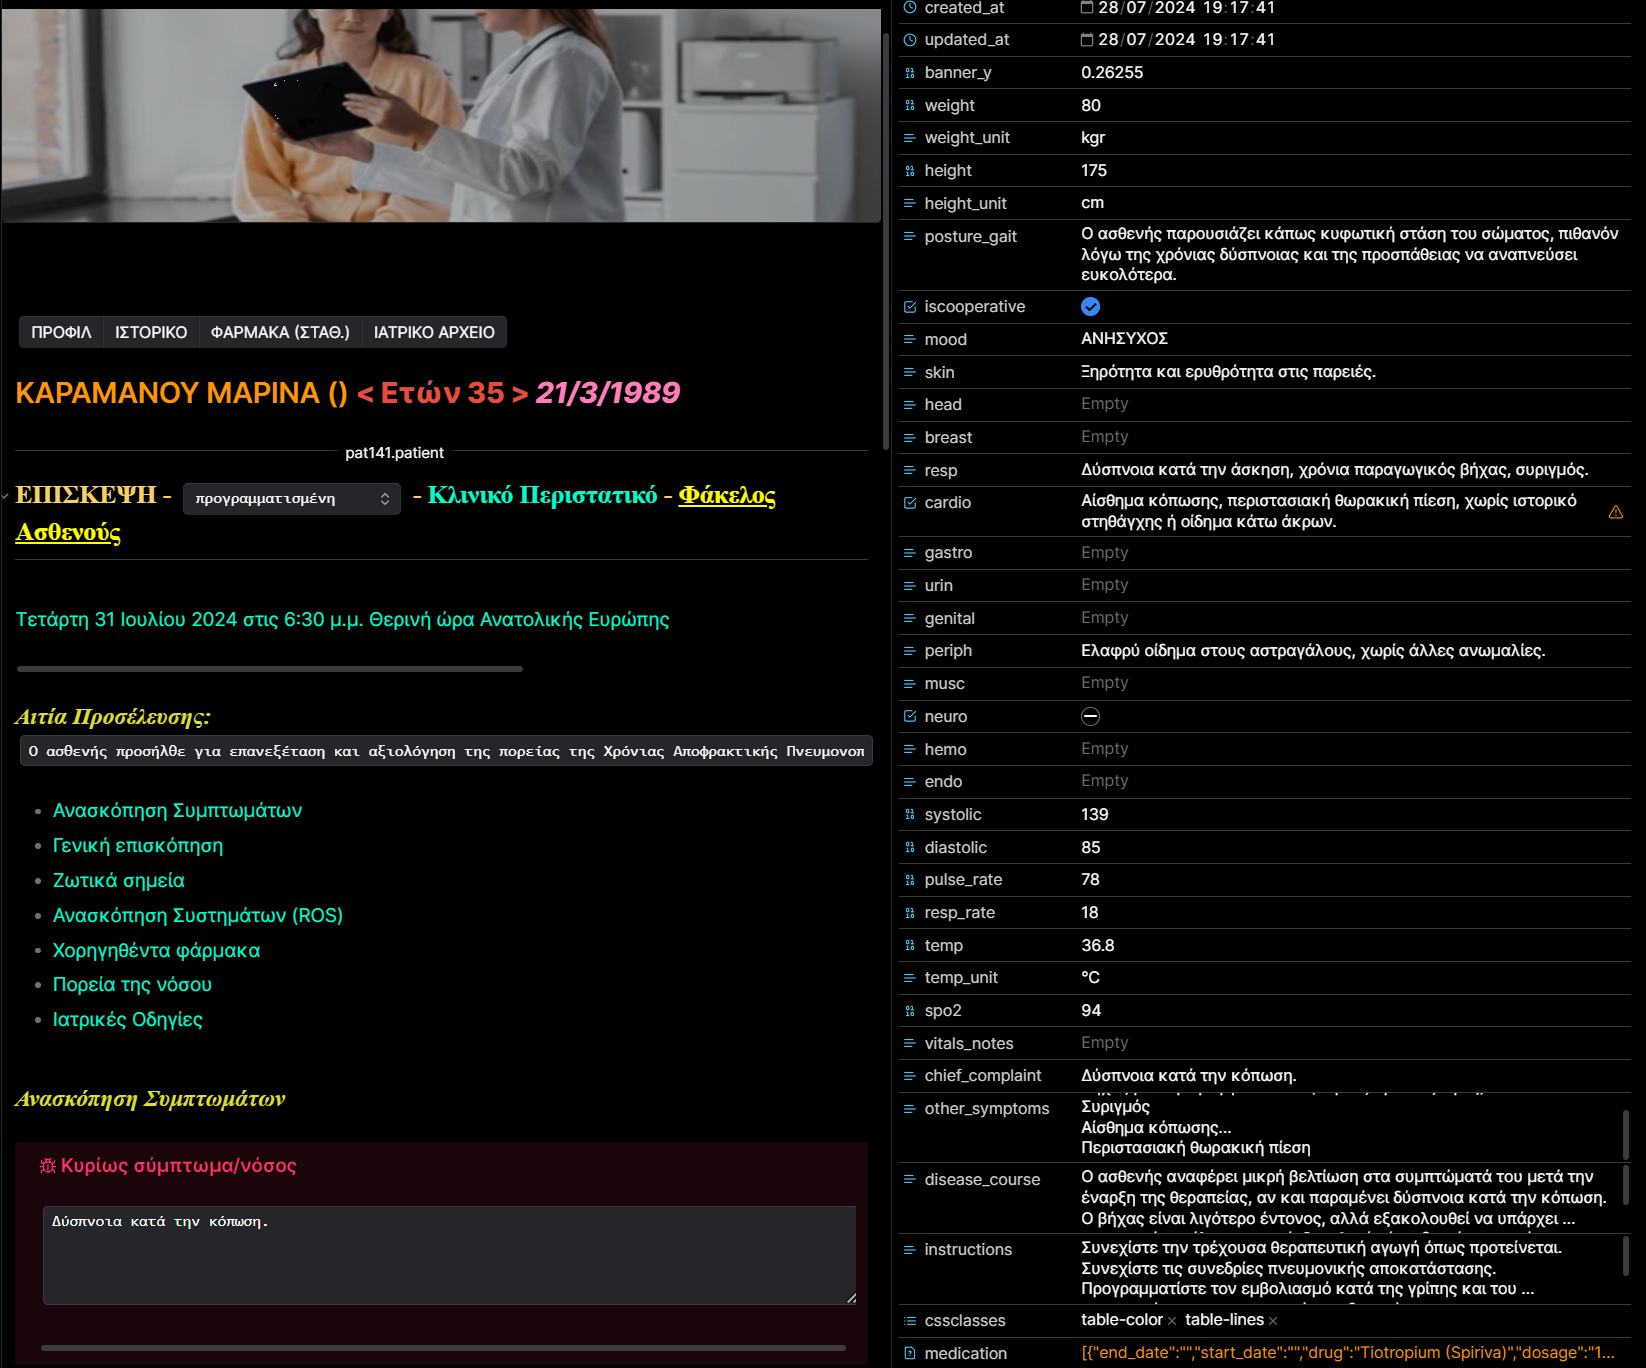 ΠΡΟΦΙΛ ΙΣΤΟΡΙΚΟ ΦΑΡΜΑΚΑ (ΣΤΑΘ.) ΙΑΤΡΙΚΟ ΑΡΧΕΙΟ
ΚΑΡΑΜΑΝΟΥ ΜΑΡΙΝΑ () < Ετών 35 > 21/3/1989
pat141.patient
ΕΠΙΣΚΕΨΗ - προγραμματισμένη - Κλινικό Περιστατικό - Φάκελος
Ασθενούς
Τετάρτη 31 Ιουλίου 2024 στις 6:30 μ.μ. Θερινή ώρα Ανατολικής Ευρώπης
Αιτία Προσέλευσης:
Ο ασθενής προσήλθε για επανεξέταση και αξιολόγηση της πορείας της Χρόνιας Αποφρακτικής Πνευμονοπ
Ανασκόπηση Συμπτωμάτων
Γενική επισκόπηση
Ζωτικά σημεία
Ανασκόπηση Συστημάτων (ROS)
Χορηγηθέντα φάρμακα
Πορεία της νόσου
Ιατρικές Οδηγίες
Ανασκόπηση Συμπτωμάτων
Κυρίως σύμπτωμα/νόσος
Δύσπνοια κατά την κόπωση.
created_at 28/07/2024 19:17:41
updated_at 28/07/2024 19:17:41
banner_y 0.26255
weight 80
weight_unit kgr
height 175
height_unit cm
posture_gait Ο ασθενής παρουσιάζει κάπως κυφωτική στάση του σώματος, πιθανόν
λόγω της χρόνιας δύσπνοιας και της προσπάθειας να αναπνεύσει
ευκολότερα.
iscooperative
mood ΑΝΗΣΥΧΟΣ
skin Ξηρότητα και ερυθρότητα στις παρειές.
head Empty
breast Empty
resp Δύσπνοια κατά την άσκηση, χρόνια παραγωγικός βήχας, συριγμός.
cardio Αίσθημα κόπωσης, περιστασιακή θωρακική πίεση, χωρίς ιστορικό
στηθάγχης ή οίδημα κάτω άκρων.
gastro Empty
urin Empty
genital Empty
periph Ελαφρύ οίδημα στους αστραγάλους, χωρίς άλλες ανωμαλίες.
musc Empty
neuro
hemo Empty
endo Empty
systolic 139
diastolic 85
pulse_rate 78
resp_rate 18
temp 36.8
temp_unit °C
spo2 94
vitals_notes Empty
chief_complaint Δύσπνοια κατά την κόπωση.
other_symptoms Συριγμός
Αίσθημα κόπωσης...
Περιστασιακή θωρακική πίεση
disease_course Ο ασθενής αναφέρει μικρή βελτίωση στα συμπτώματά του μετά την
έναρξη της θεραπείας, αν και παραμένει δύσπνοια κατά την κόπωση.
Ο βήχας είναι λιγότερο έντονος, αλλά εξακολουθεί να υπάρχει ...
instructions Συνεχίστε την τρέχουσα θεραπευτική αγωγή όπως προτείνεται.
Συνεχίστε τις συνεδρίες πνευμονικής αποκατάστασης.
Προγραμματίστε τον εμβολιασμό κατά της γρίπης και του ...
cssclasses table-color × table-lines ×
medication [{"end_date":"","start_date":"","drug":"Tiotropium (Spiriva)","dosage":"1...